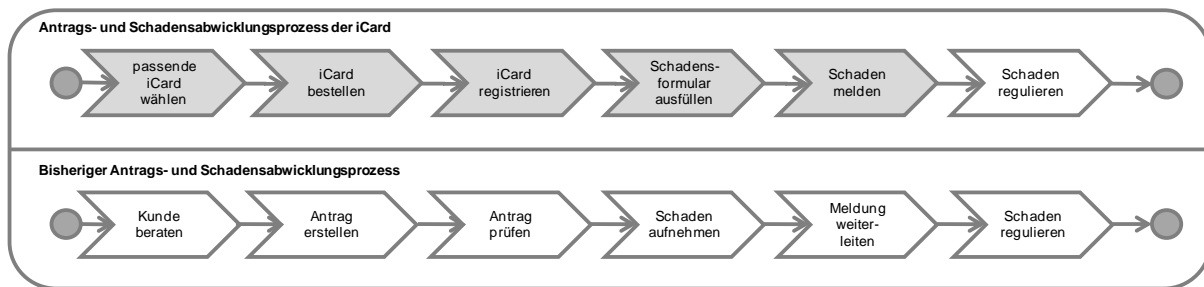 Antrags- und Schadensabwicklungsprozess der iCard
passende
iCard
wählen
iCard
bestellen
iCard
registrieren
Schadens-
formular
ausfüllen
Schaden
melden
Schaden
regulieren
Bisheriger Antrags- und Schadensabwicklungsprozess
Kunde
beraten
Antrag
erstellen
Antrag
prüfen
Schaden
aufnehmen
Meldung
weiter-
leiten
Schaden
regulieren